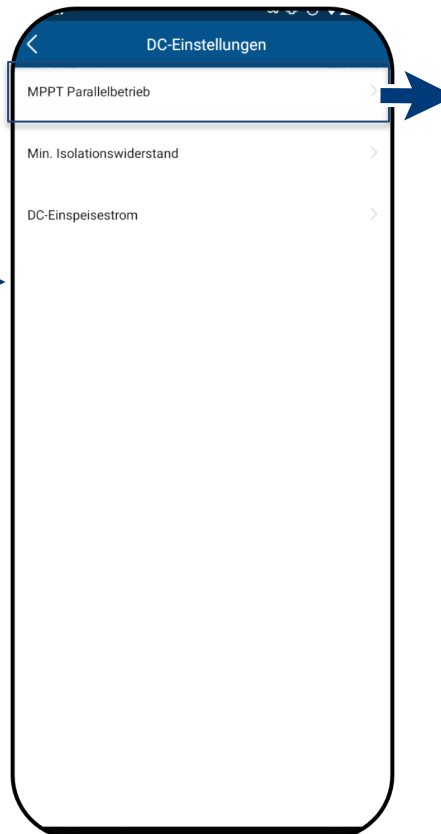 DC-Einstellungen
MPPT Parallelbetrieb
Min. Isolationswiderstand
DC-Einspeisestrom